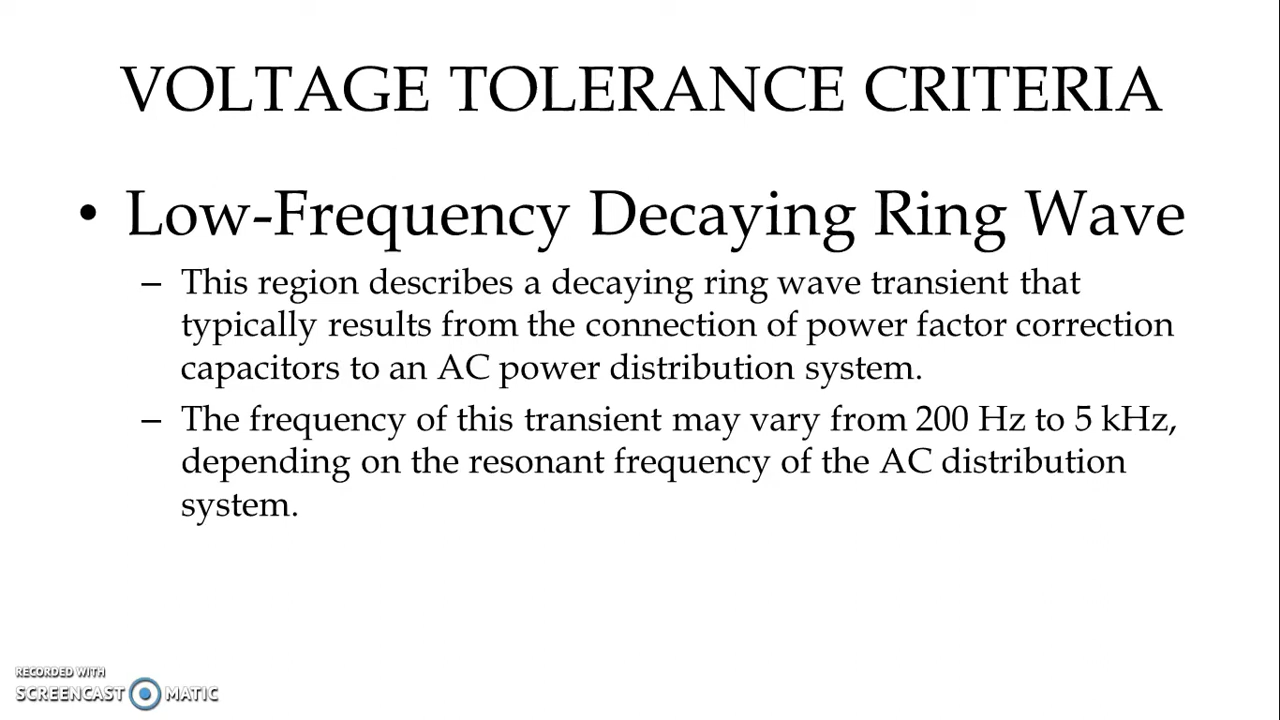 VOLTAGE TOLERANCE CRITERIA
• Low-Frequency Decaying Ring Wave
– This region describes a decaying ring wave transient that
typically results from the connection of power factor correction
capacitors to an AC power distribution system.
– The frequency of this transient may vary from 200 Hz to 5 kHz,
depending on the resonant frequency of the AC distribution
system.
RECORDED WITH
SCREENCAST MATIC